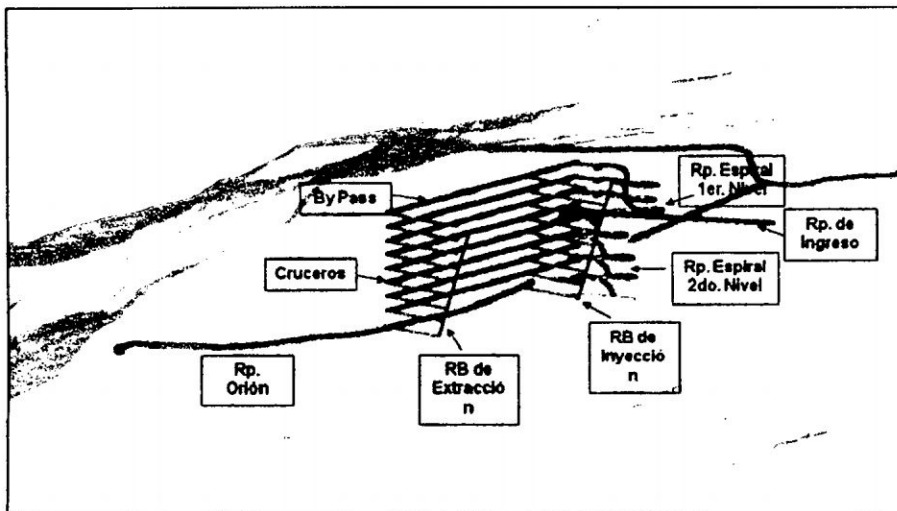 By Pass
Rp. Espiral
1er. Nivel
Rp. de
Ingreso
Cruceros
Rp. Espiral
2do. Nivel
Rp.
Orión
RB de
Extracció
n
RB de
Inyecció
n